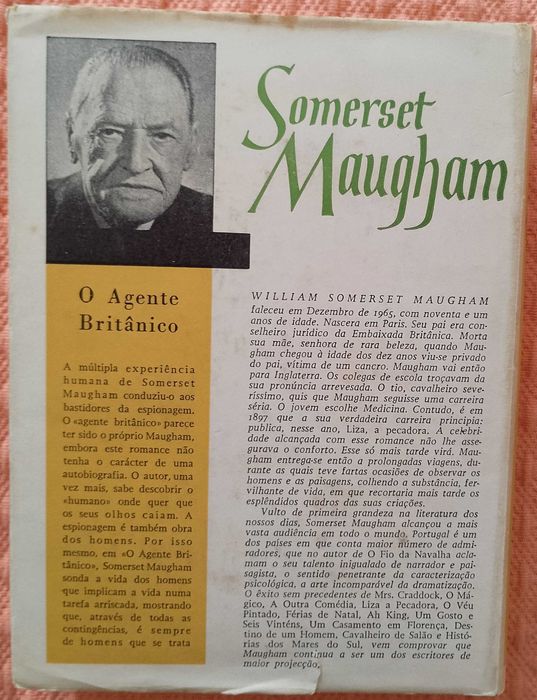 Somerset
Maugham
O Agente
Britânico
A múltipla experiência
humana de Somerset
Maugham conduziu-o aos
bastidores da espionagem.
O «agente britânico» parece
ter sido o próprio Maugham,
embora este romance não
tenha o carácter de uma
autobiografia. O autor, uma
vez mais, sabe descobrir o
«humano» onde quer que
os seus olhos caiam. A
espionagem é também obra
dos homens. Por isso
mesmo, em «O Agente Bri-
tânico», Somerset Maugham
sonda a vida dos homens
que implicam a vida numa
tarefa arriscada, mostrando
que, através de todas as
contingências, é sempre
de homens que se trata
WILLIAM SOMERSET MAUGHAM
faleceu em Dezembro de 1965, com noventa e um
anos de idade. Nascera em Paris. Seu pai era con-
selheiro jurídico da Embaixada Britânica. Morta
sua mãe, senhora de rara beleza, quando Mau-
gham chegou à idade dos dez anos viu-se privado
do pai, vítima de um cancro. Maugham vai então
para Inglaterra. Os colegas de escola troçavam da
sua pronúncia arrevesada. O tio, cavalheiro seve-
ríssimo, quis que Maugham seguisse uma carreira
séria. O jovem escolhe Medicina. Contudo, é em
1897 que a sua verdadeira carreira principia:
publica, nesse ano, Liza, a pecadora. A celebri-
dade alcançada com esse romance não lhe asse-
gurava o conforto. Esse só mais tarde virá. Mau-
gham entrega-se então a prolongadas viagens, du-
rante as quais teve fartas ocasiões de observar os
homens e as paisagens, colhendo a substância, fer-
vilhante de vida, em que recortaria mais tarde os
esplêndidos quadros das suas criações.
Vulto de primeira grandeza na literatura dos
nossos dias, Somerset Maugham alcançou a mais
vasta audiência em todo o mundo. Portugal é um
dos países em que conta maior número de admi-
radores, que no autor de O Fio da Navalha acla-
mam o seu talento inigualado de narrador e pai-
sagista, o sentido penetrante da caracterização
psicológica, a arte incomparável da dramatização.
O êxito sem precedentes de Mrs. Craddock, O Má-
gico, A Outra Comédia, Liza a Pecadora, O Véu
Pintado, Férias de Natal, Ah King, Um Gosto e
Seis Vinténs, Um Casamento em Florença, Des-
tino de um Homem, Cavalheiro de Salão e Histó-
rias dos Mares do Sul, vem comprovar que
Maugham continua a ser um dos escritores de
maior projecção.